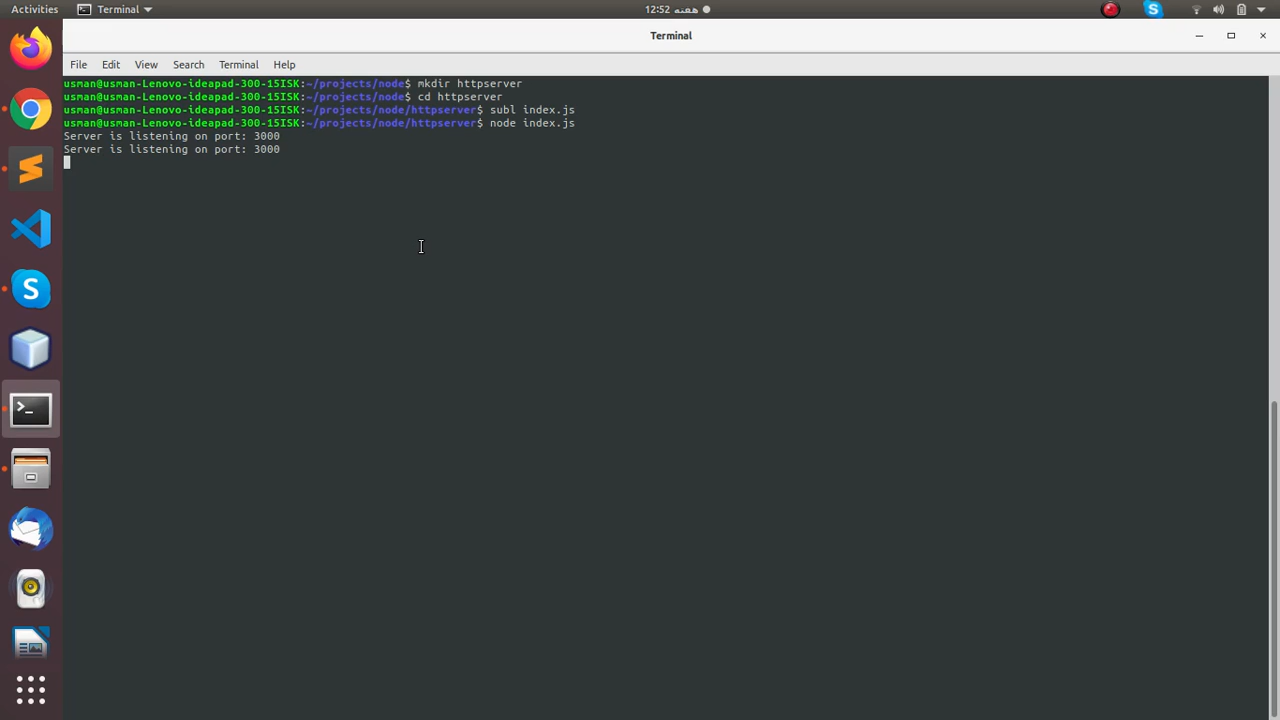 Activities Terminal 12:52 هفته
Terminal
File Edit View Search Terminal Help
usman@usman-Lenovo-ideapad-300-15ISK:~/projects/node$ mkdir httpserver
usman@usman-Lenovo-ideapad-300-15ISK:~/projects/node$ cd httpserver
usman@usman-Lenovo-ideapad-300-15ISK:~/projects/node/httpserver$ subl index.js
usman@usman-Lenovo-ideapad-300-15ISK:~/projects/node/httpserver$ node index.js
Server is listening on port: 3000
Server is listening on port: 3000